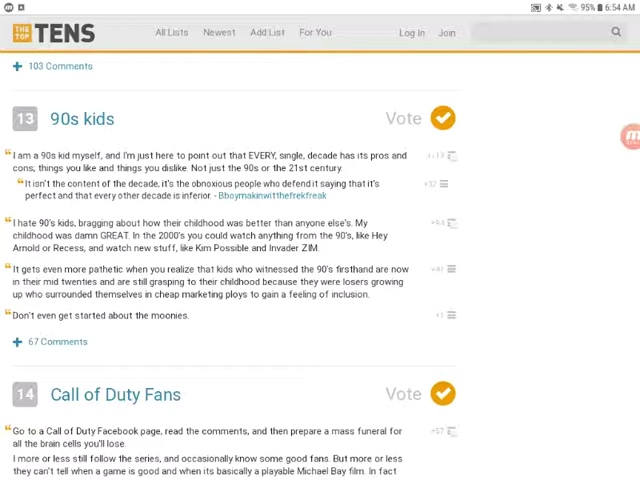 95% 6:54 AM
THE TOP TENS
All Lists Newest Add List For You Log In Join
+ 103 Comments
13 90s kids Vote
I am a 90s kid myself, and I'm just here to point out that EVERY, single, decade has its pros and
cons; things you like and things you dislike. Not just the 90s or the 21st century.
It isn't the content of the decade, it's the obnoxious people who defend it saying that it's +32
perfect and that every other decade is inferior. - Bboymakinwitthefrekfreak
I hate 90's kids, bragging about how their childhood was better than anyone else's. My
childhood was damn GREAT. In the 2000's you could watch anything from the 90's, like Hey
Arnold or Recess, and watch new stuff, like Kim Possible and Invader ZIM.
It gets even more pathetic when you realize that kids who witnessed the 90's firsthand are now
in their mid twenties and are still grasping to their childhood because they were losers growing
up who surrounded themselves in cheap marketing ploys to gain a feeling of inclusion.
Don't even get started about the moonies. +1
+ 67 Comments
14 Call of Duty Fans Vote
Go to a Call of Duty Facebook page, read the comments, and then prepare a mass funeral for +57
all the brain cells you'll lose.
I more or less still follow the series, and occasionally know some good fans. But more or less
they can't tell when a game is good and when its basically a playable Michael Bay film. In fact